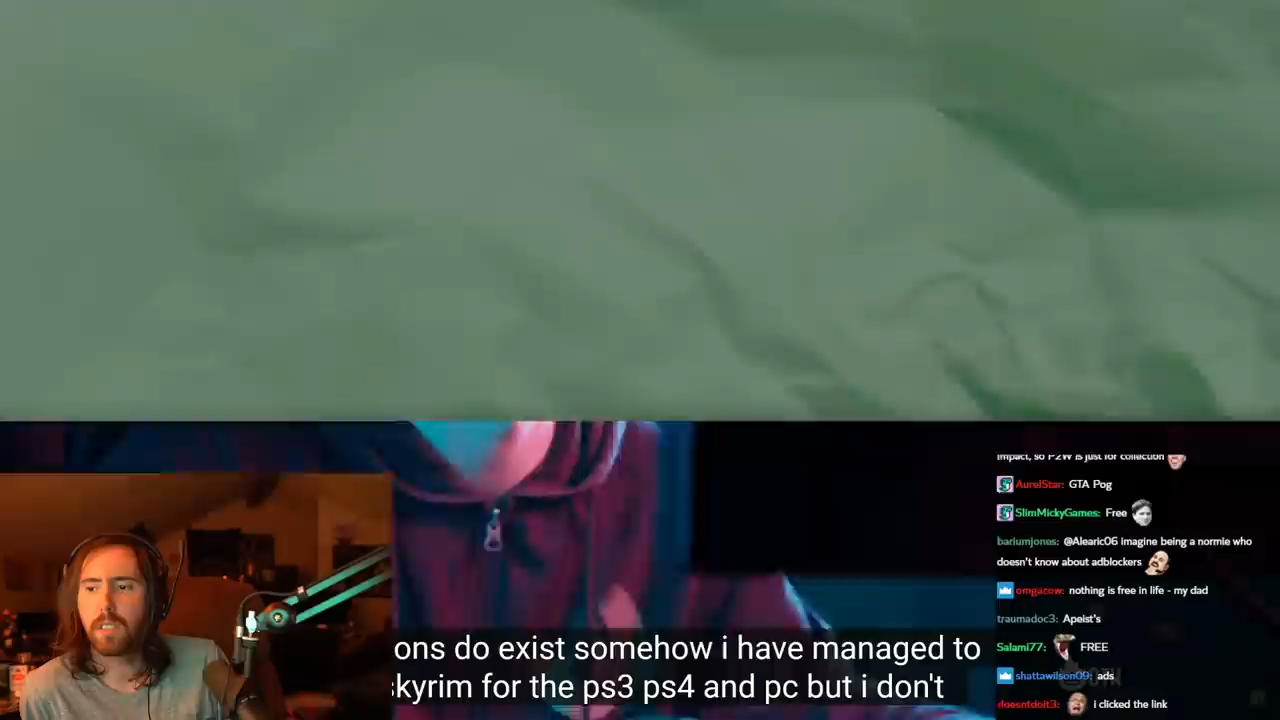 impact, so P2W is just for collection
AurelStar: GTA Pog
SlimMickyGames: Free
bariumjones: @Alearic06 imagine being a normie who
doesn't know about adblockers
omgacow: nothing is free in life - my dad
traumadoc3: Apeist's
Salami77: FREE
shattawilson09: ads
doesntdoit3: i clicked the link
ons do exist somehow i have managed to
skyrim for the ps3 ps4 and pc but i don't